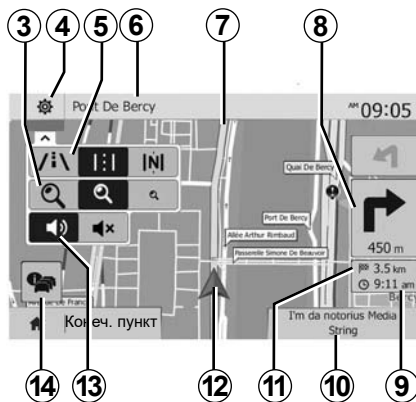 3 4 5 6 7 8
Pont De Bercy AM 09:05
N
Quai De Bercy
Port De Bercy
Allée Arthur Rimbaud
Passerelle Simone De Beauvoir
450 m
3.5 km
9:11 am
Конеч. пункт
I'm da notorius Media
String
14 13 12 11 10 9